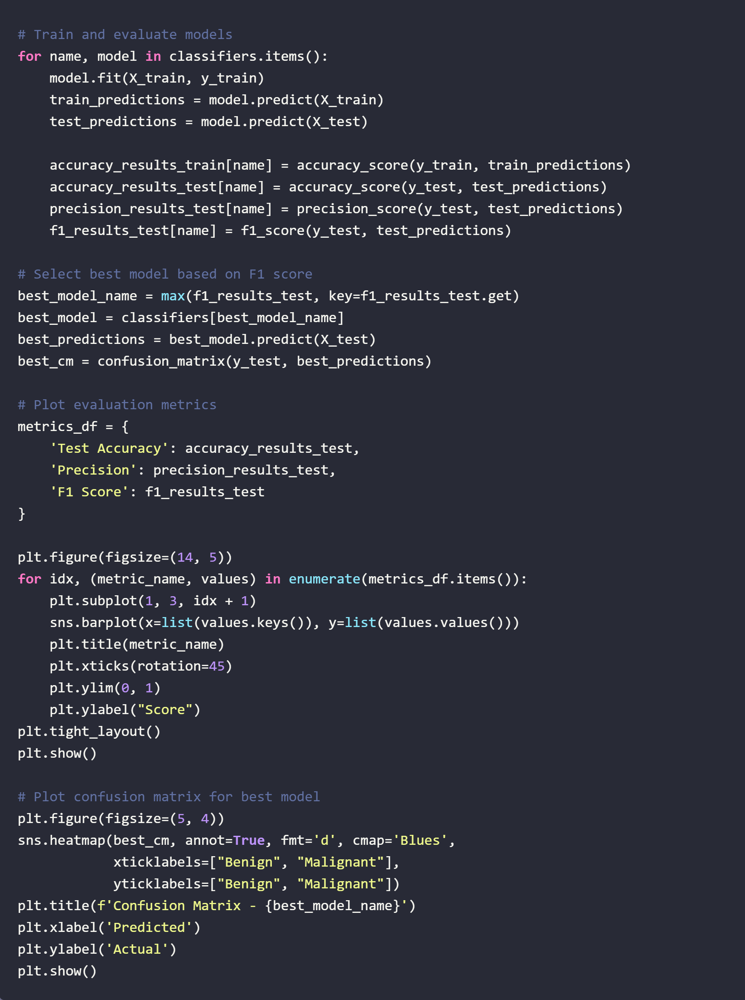 # Train and evaluate models
for name, model in classifiers.items():
    model.fit(X_train, y_train)
    train_predictions = model.predict(X_train)
    test_predictions = model.predict(X_test)

    accuracy_results_train[name] = accuracy_score(y_train, train_predictions)
    accuracy_results_test[name] = accuracy_score(y_test, test_predictions)
    precision_results_test[name] = precision_score(y_test, test_predictions)
    f1_results_test[name] = f1_score(y_test, test_predictions)

# Select best model based on F1 score
best_model_name = max(f1_results_test, key=f1_results_test.get)
best_model = classifiers[best_model_name]
best_predictions = best_model.predict(X_test)
best_cm = confusion_matrix(y_test, best_predictions)

# Plot evaluation metrics
metrics_df = {
    'Test Accuracy': accuracy_results_test,
    'Precision': precision_results_test,
    'F1 Score': f1_results_test
}

plt.figure(figsize=(14, 5))
for idx, (metric_name, values) in enumerate(metrics_df.items()):
    plt.subplot(1, 3, idx + 1)
    sns.barplot(x=list(values.keys()), y=list(values.values()))
    plt.title(metric_name)
    plt.xticks(rotation=45)
    plt.ylim(0, 1)
    plt.ylabel("Score")
plt.tight_layout()
plt.show()

# Plot confusion matrix for best model
plt.figure(figsize=(5, 4))
sns.heatmap(best_cm, annot=True, fmt='d', cmap='Blues',
            xticklabels=["Benign", "Malignant"],
            yticklabels=["Benign", "Malignant"])
plt.title(f'Confusion Matrix - {best_model_name}')
plt.xlabel('Predicted')
plt.ylabel('Actual')
plt.show()